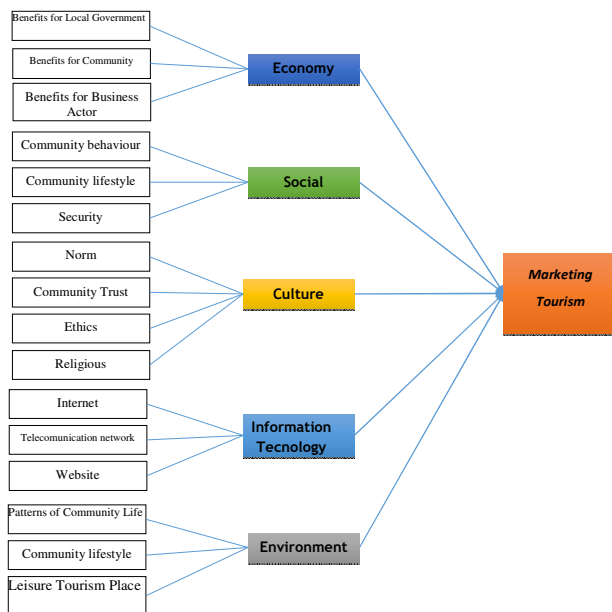 Benefits for Local Government
Benefits for Community
Benefits for Business
Actor
Economy
Community behaviour
Community lifestyle
Security
Social
Norm
Community Trust
Ethics
Religious
Culture
Internet
Telecomunication network
Website
Information
Tecnology
Patterns of Community Life
Community lifestyle
Leisure Tourism Place
Environment
Marketing
Tourism